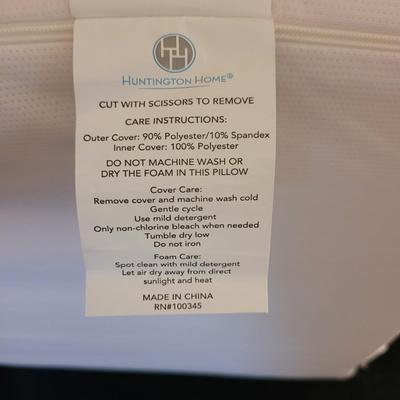 HH
HUNTINGTON HOME®
CUT WITH SCISSORS TO REMOVE
CARE INSTRUCTIONS:
Outer Cover: 90% Polyester/10% Spandex
Inner Cover: 100% Polyester
DO NOT MACHINE WASH OR
DRY THE FOAM IN THIS PILLOW
Cover Care:
Remove cover and machine wash cold
Gentle cycle
Use mild detergent
Only non-chlorine bleach when needed
Tumble dry low
Do not iron
Foam Care:
Spot clean with mild detergent
Let air dry away from direct
sunlight and heat
MADE IN CHINA
RN#100345